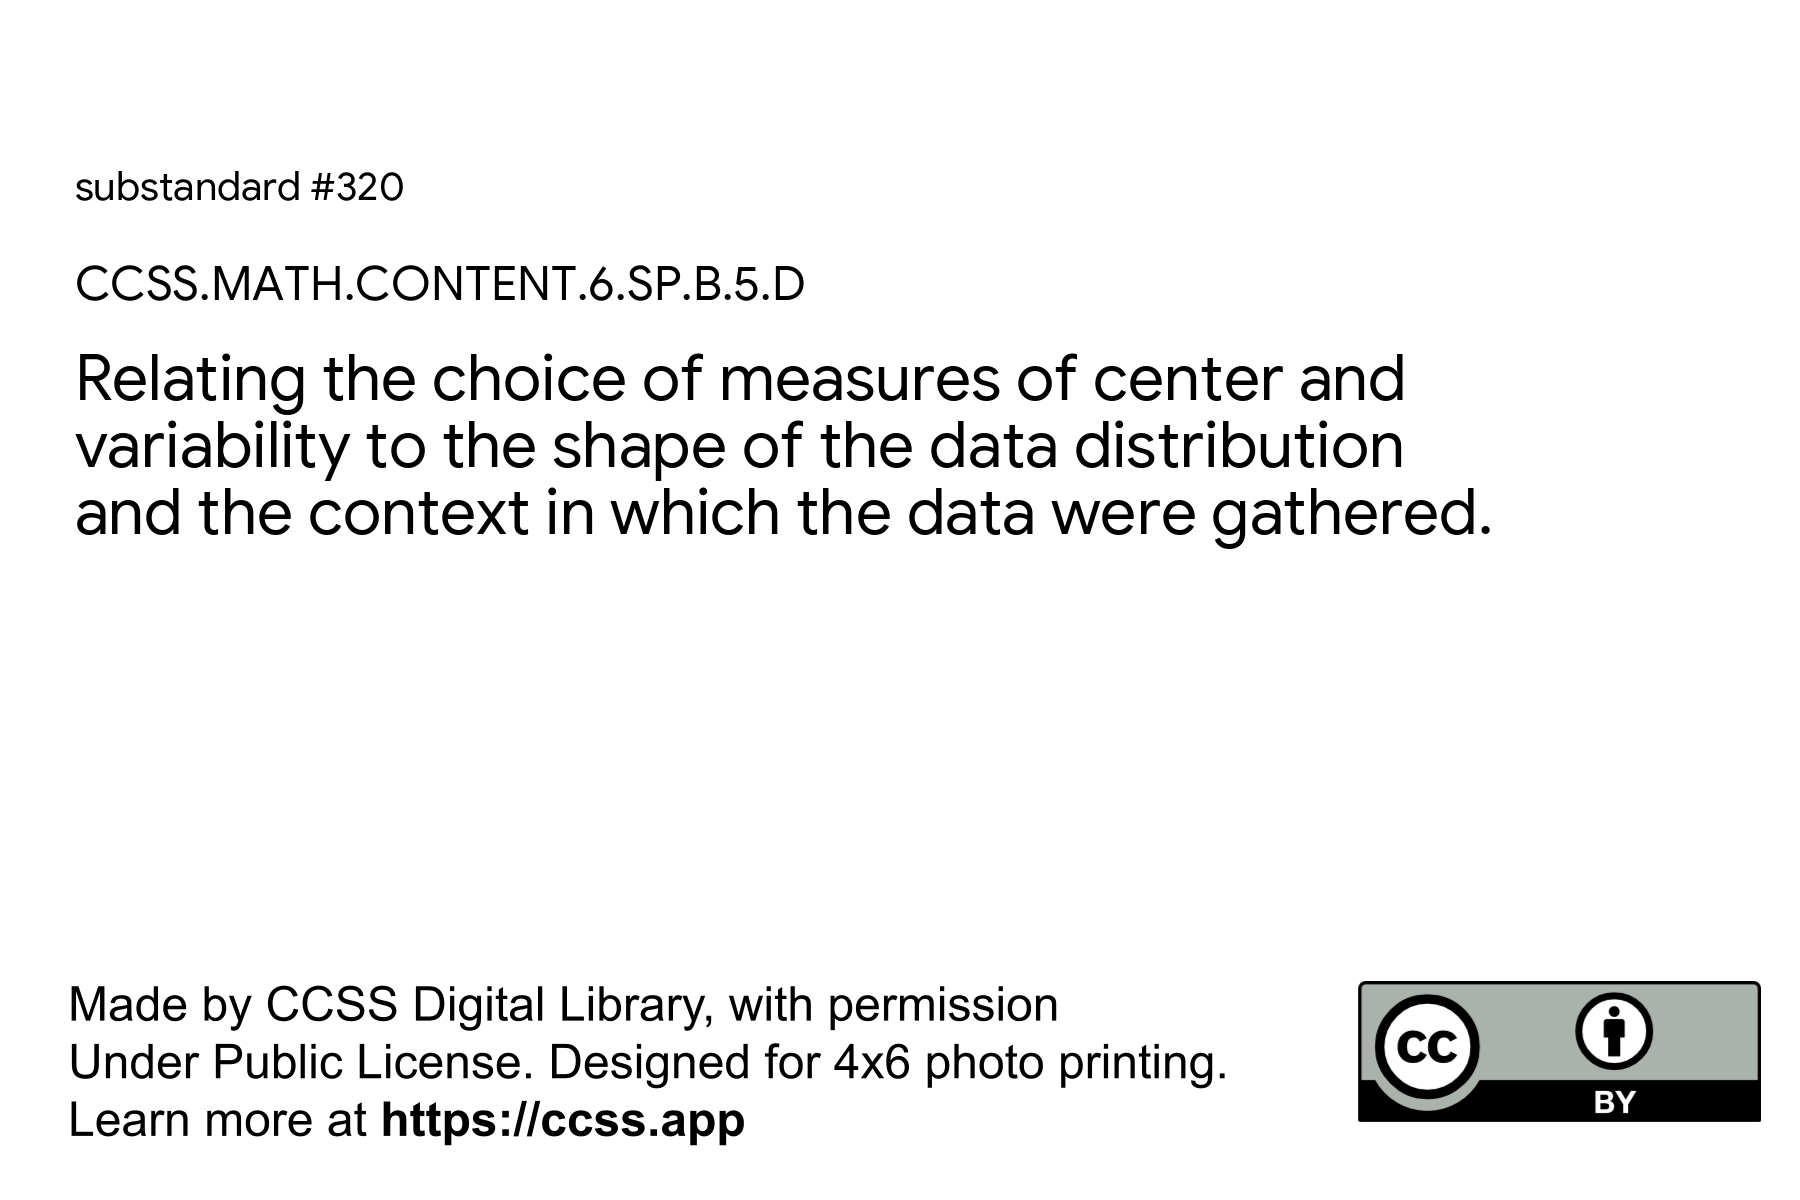 substandard #320
CCSS.MATH.CONTENT.6.SP.B.5.D
Relating the choice of measures of center and
variability to the shape of the data distribution
and the context in which the data were gathered.
Made by CCSS Digital Library, with permission
Under Public License. Designed for 4x6 photo printing.
Learn more at https://ccss.app
cc
BY